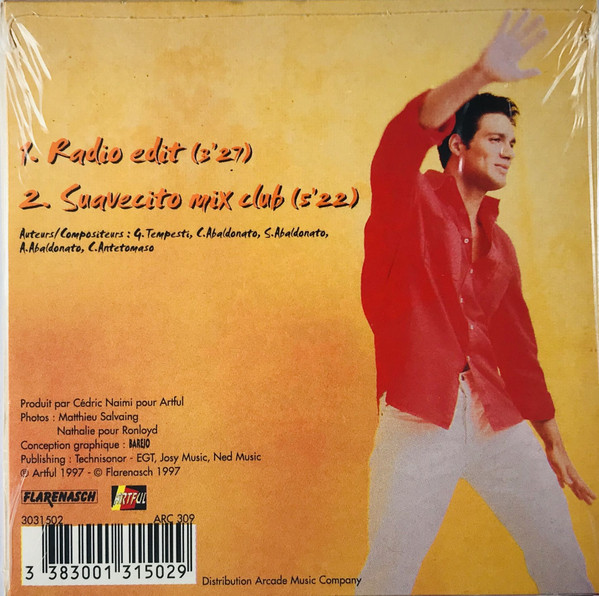 1. Radio edit (3'27)
2. Suavecito mix club (5'22)
Auteurs/Compositeurs : G. Tempesti, C. Abaldonato, S. Abaldonato,
A. Abaldonato, C. Antetomaso
Produit par Cédric Naimi pour Artful
Photos : Matthieu Salvaing
Nathalie pour Ronloyd
Conception graphique : BAREJO
Publishing : Technisonor - EGT, Josy Music, Ned Music
℗ Artful 1997 - © Flarenasch 1997
FLARENASCH ARTFUL
3031502 ARC 309
3 383001 315029
Distribution Arcade Music Company